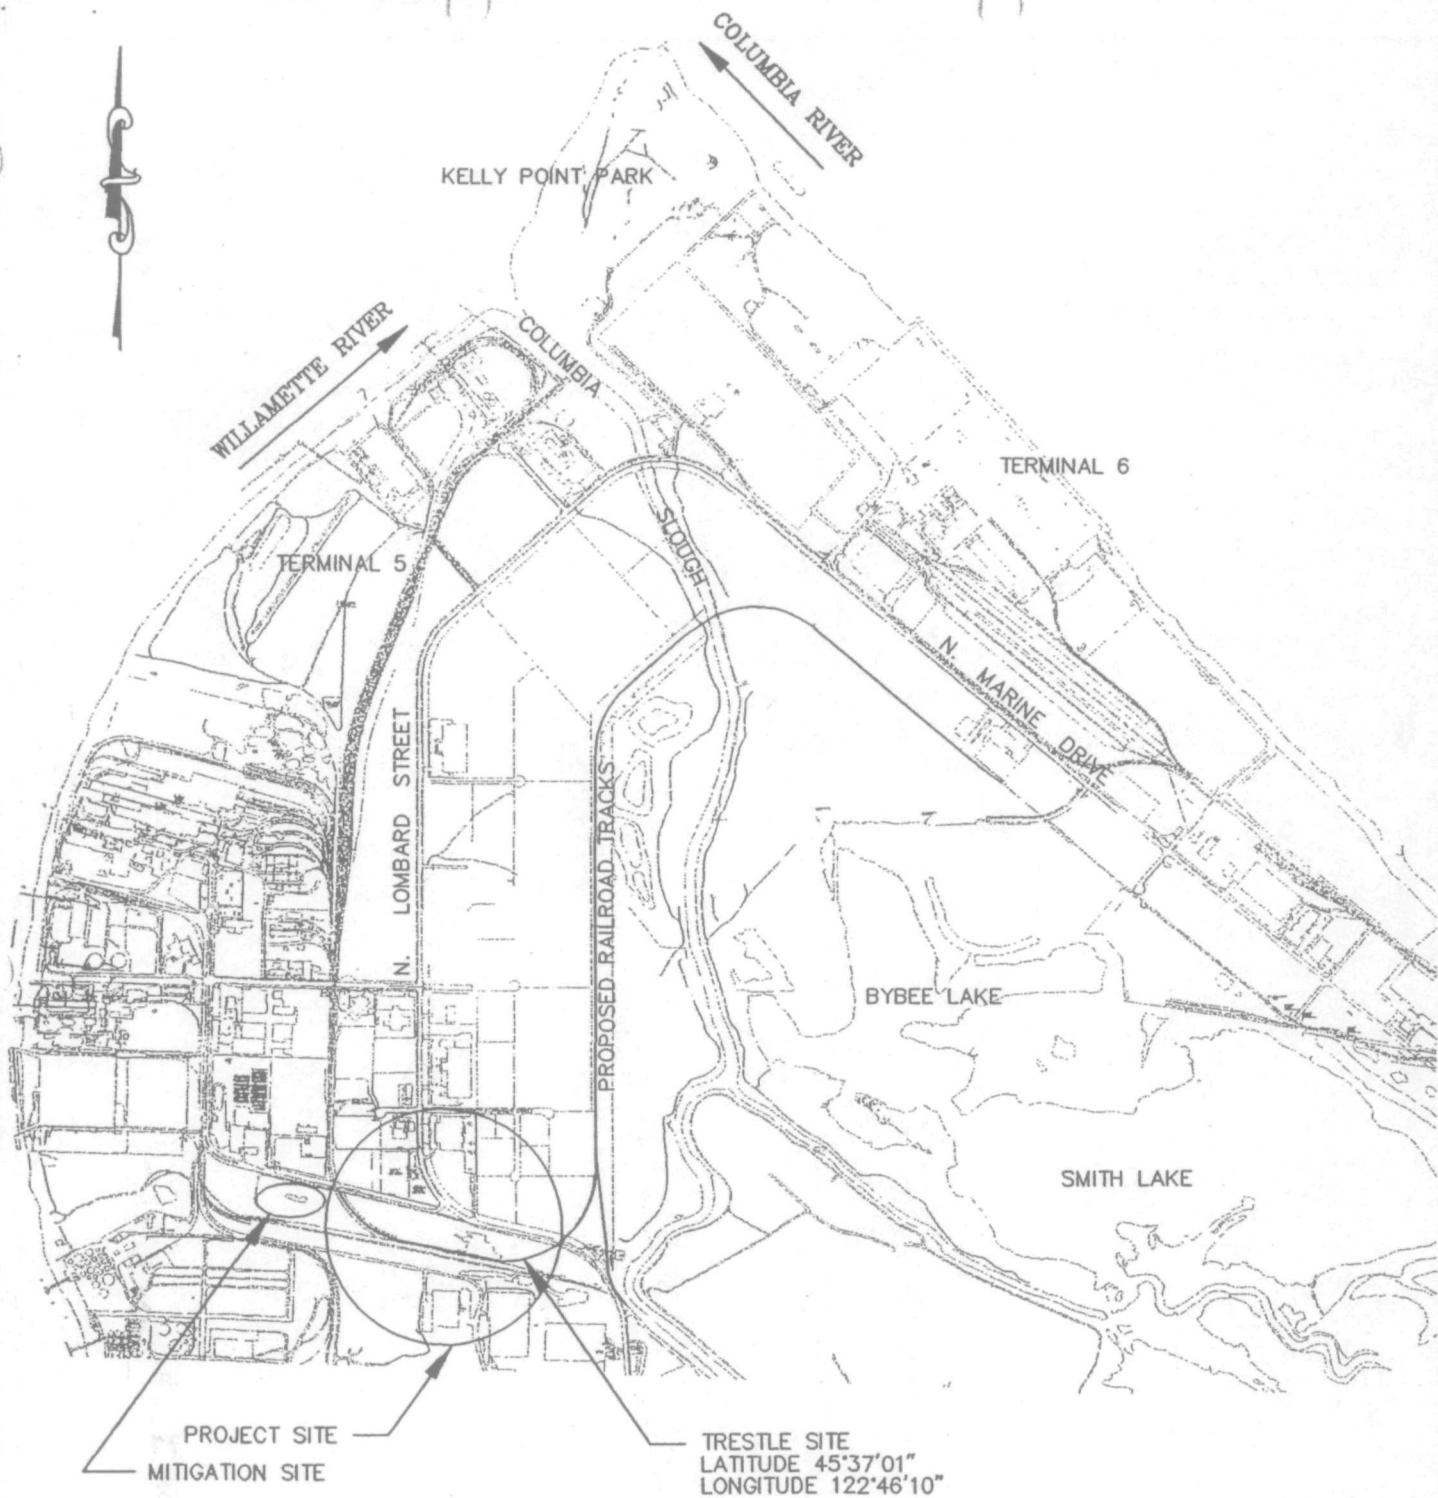 COLUMBIA RIVER
KELLY POINT PARK
WILLAMETTE RIVER
COLUMBIA
SLOUGH
TERMINAL 6
TERMINAL 5
N. MARINE DRIVE
N. LOMBARD STREET
PROPOSED RAILROAD TRACKS
BYBEE LAKE
SMITH LAKE
PROJECT SITE
MITIGATION SITE
TRESTLE SITE
LATITUDE 45°37'01"
LONGITUDE 122°46'10"